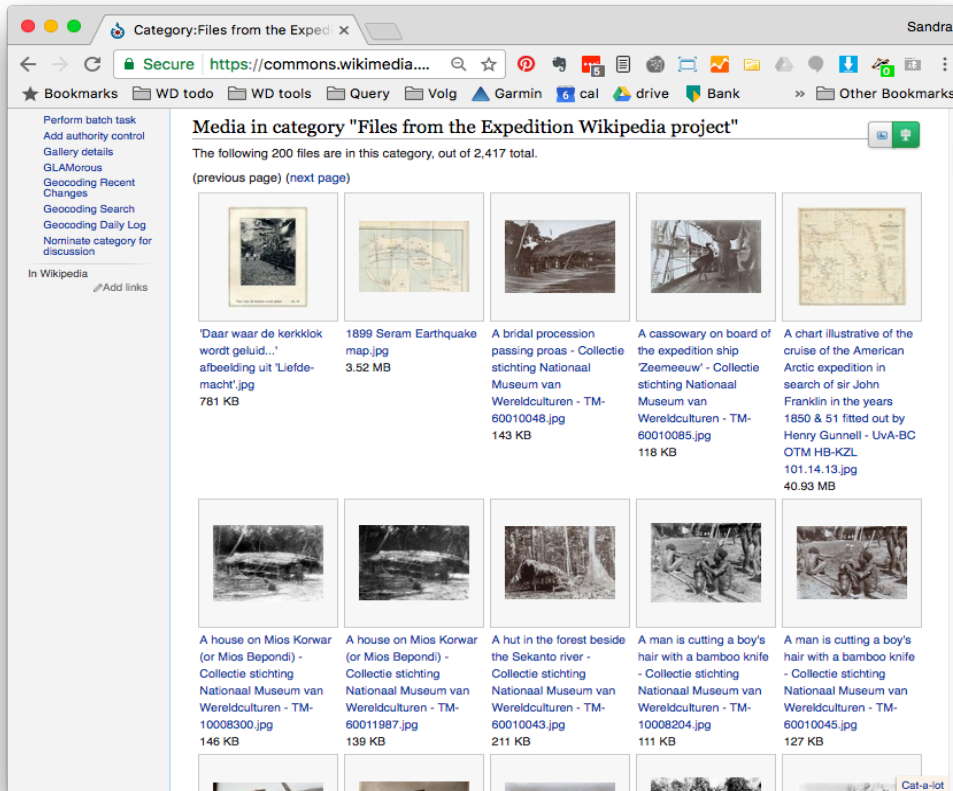 Category:Files from the Exped
Sandra
Secure
https://commons.wikimedia....
5
0
Bookmarks
WD todo
WD tools
Query
Volg
Garmin
6
cal
drive
Bank
»
Other Bookmarks
Perform batch task
Add authority control
Gallery details
GLAMorous
Geocoding Recent
Changes
Geocoding Search
Geocoding Daily Log
Nominate category for
discussion
In Wikipedia
Add links
Media in category "Files from the Expedition Wikipedia project"
The following 200 files are in this category, out of 2,417 total.
(previous page) (next page)
'Daar waar de kerkklok
wordt geluid...'
afbeelding uit 'Liefde-
macht'.jpg
781 KB
1899 Seram Earthquake
map.jpg
3.52 MB
A bridal procession
passing proas - Collectie
stichting Nationaal
Museum van
Wereldculturen - TM-
60010048.jpg
143 KB
A cassowary on board of
the expedition ship
'Zeemeeuw' - Collectie
stichting Nationaal
Museum van
Wereldculturen - TM-
60010085.jpg
118 KB
A chart illustrative of the
cruise of the American
Arctic expedition in
search of sir John
Franklin in the years
1850 & 51 fitted out by
Henry Gunnell - UvA-BC
OTM HB-KZL
101.14.13.jpg
40.93 MB
A house on Mios Korwar
(or Mios Bepondi) -
Collectie stichting
Nationaal Museum van
Wereldculturen - TM-
10008300.jpg
146 KB
A house on Mios Korwar
(or Mios Bepondi) -
Collectie stichting
Nationaal Museum van
Wereldculturen - TM-
60011987.jpg
139 KB
A hut in the forest beside
the Sekanto river -
Collectie stichting
Nationaal Museum van
Wereldculturen - TM-
60010043.jpg
211 KB
A man is cutting a boy's
hair with a bamboo knife
- Collectie stichting
Nationaal Museum van
Wereldculturen - TM-
10008204.jpg
111 KB
A man is cutting a boy's
hair with a bamboo knife
- Collectie stichting
Nationaal Museum van
Wereldculturen - TM-
60010045.jpg
127 KB
Cat-a-lot